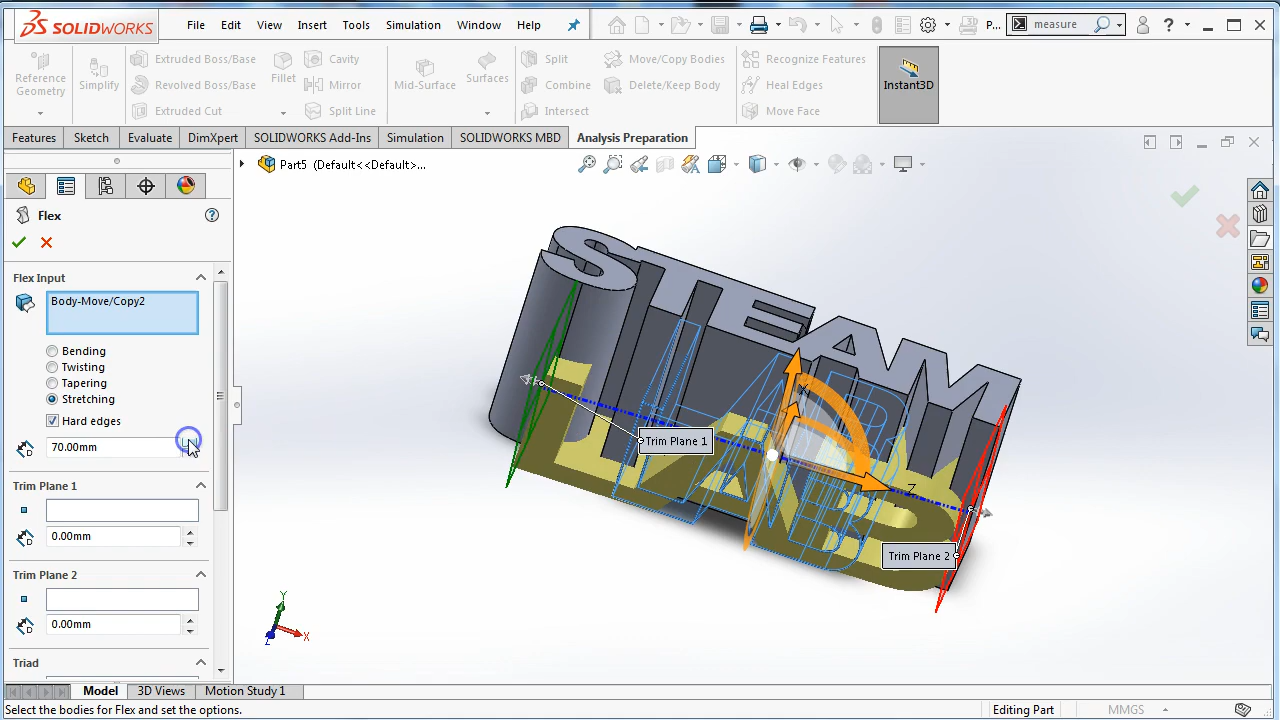 SOLIDWORKS
File Edit View Insert Tools Simulation Window Help
P...
measure
Reference Geometry
Simplify
Extruded Boss/Base
Revolved Boss/Base
Extruded Cut
Fillet
Cavity
Mirror
Split Line
Mid-Surface
Surfaces
Split
Combine
Intersect
Move/Copy Bodies
Delete/Keep Body
Recognize Features
Heal Edges
Move Face
Instant3D
Features Sketch Evaluate DimXpert SOLIDWORKS Add-Ins Simulation SOLIDWORKS MBD Analysis Preparation
Part5 (Default<<Default>...
Flex
Flex Input
Body-Move/Copy2
Bending
Twisting
Tapering
Stretching
Hard edges
70.00mm
Trim Plane 1
0.00mm
Trim Plane 2
0.00mm
Triad
STEAM
LAB
Trim Plane 1
Trim Plane 2
Z
Y
X
Z
Model 3D Views Motion Study 1
Select the bodies for Flex and set the options.
Editing Part
MMGS